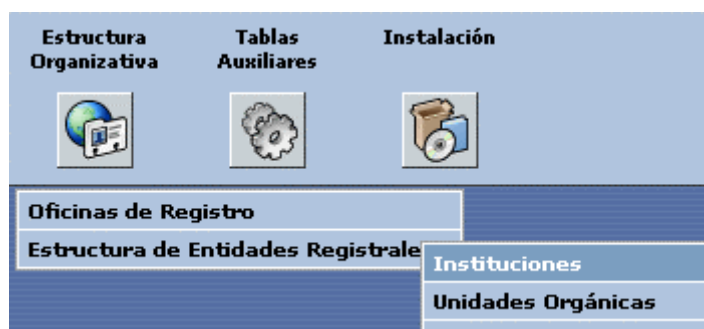 Estructura
Organizativa
Tablas
Auxiliares
Instalación
Oficinas de Registro
Estructura de Entidades Registrale
Instituciones
Unidades Orgánicas